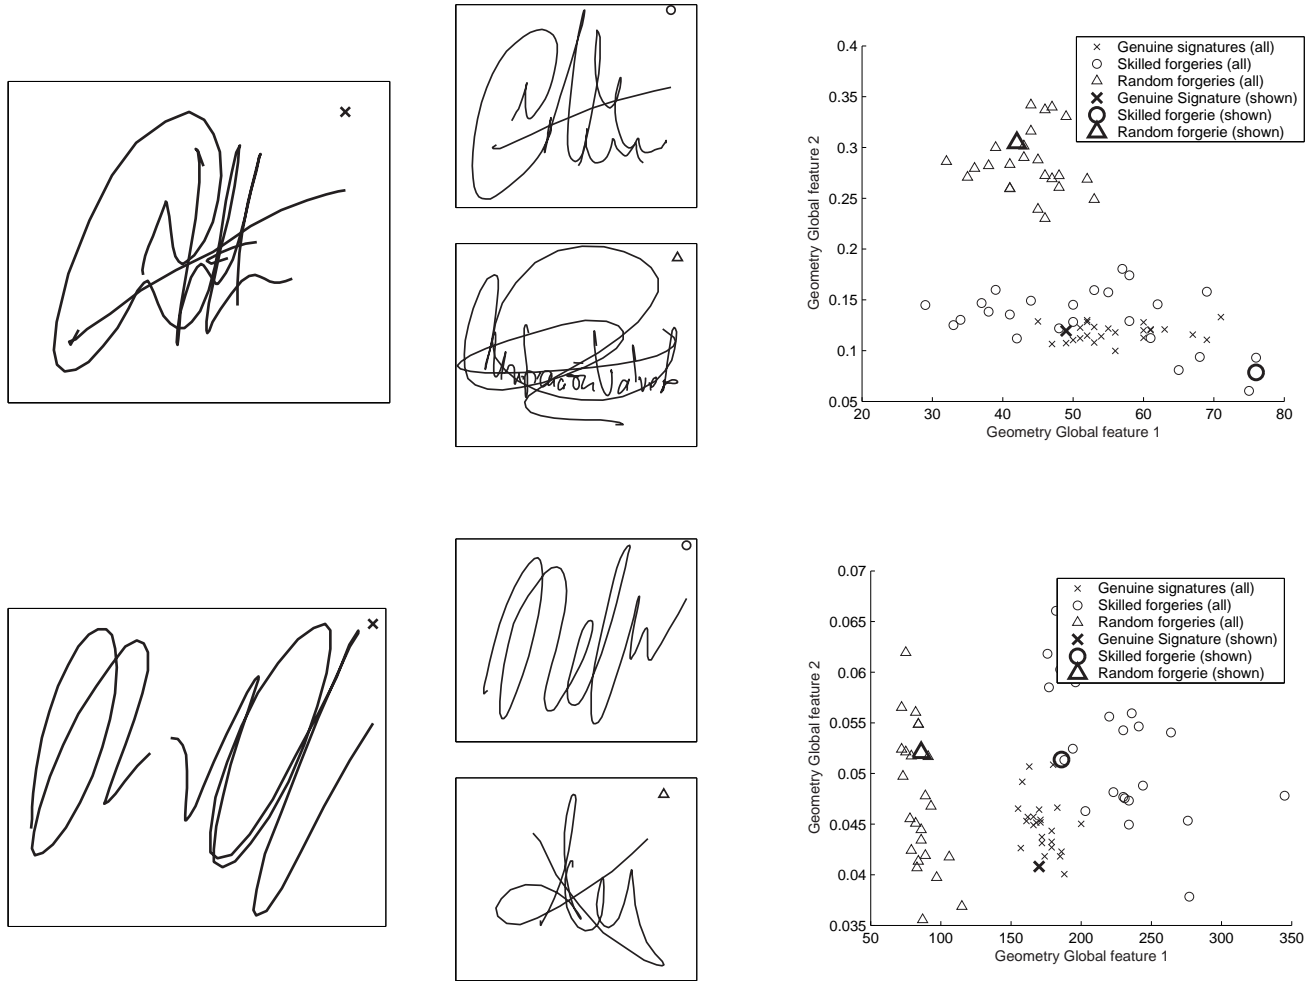 0.4
0.35
0.3
0.25
0.2
0.15
0.1
0.05
20 30 40 50 60 70 80
Geometry Global feature 2
Geometry Global feature 1
Genuine signatures (all)
Skilled forgeries (all)
Random forgeries (all)
Genuine Signature (shown)
Skilled forgerie (shown)
Random forgerie (shown)
0.07
0.065
0.06
0.055
0.05
0.045
0.04
0.035
50 100 150 200 250 300 350
Geometry Global feature 2
Geometry Global feature 1
Genuine signatures (all)
Skilled forgeries (all)
Random forgeries (all)
Genuine Signature (shown)
Skilled forgerie (shown)
Random forgerie (shown)